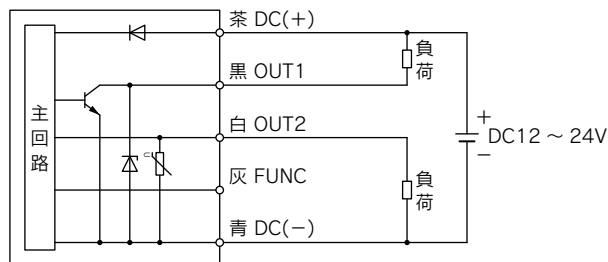 茶 DC(+)
負荷
黒 OUT1
主回路
白 OUT2
+
DC12 ~ 24V
−
U
灰 FUNC
負荷
青 DC(−)